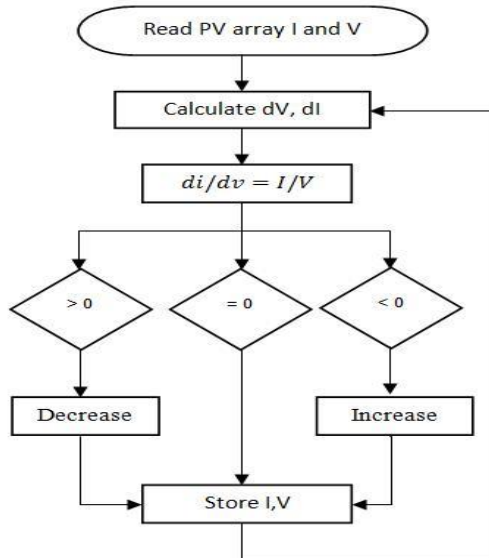 Read PV array I and V
Calculate dV, dI
di/dv = I/V
> 0
= 0
< 0
Decrease
Increase
Store I,V